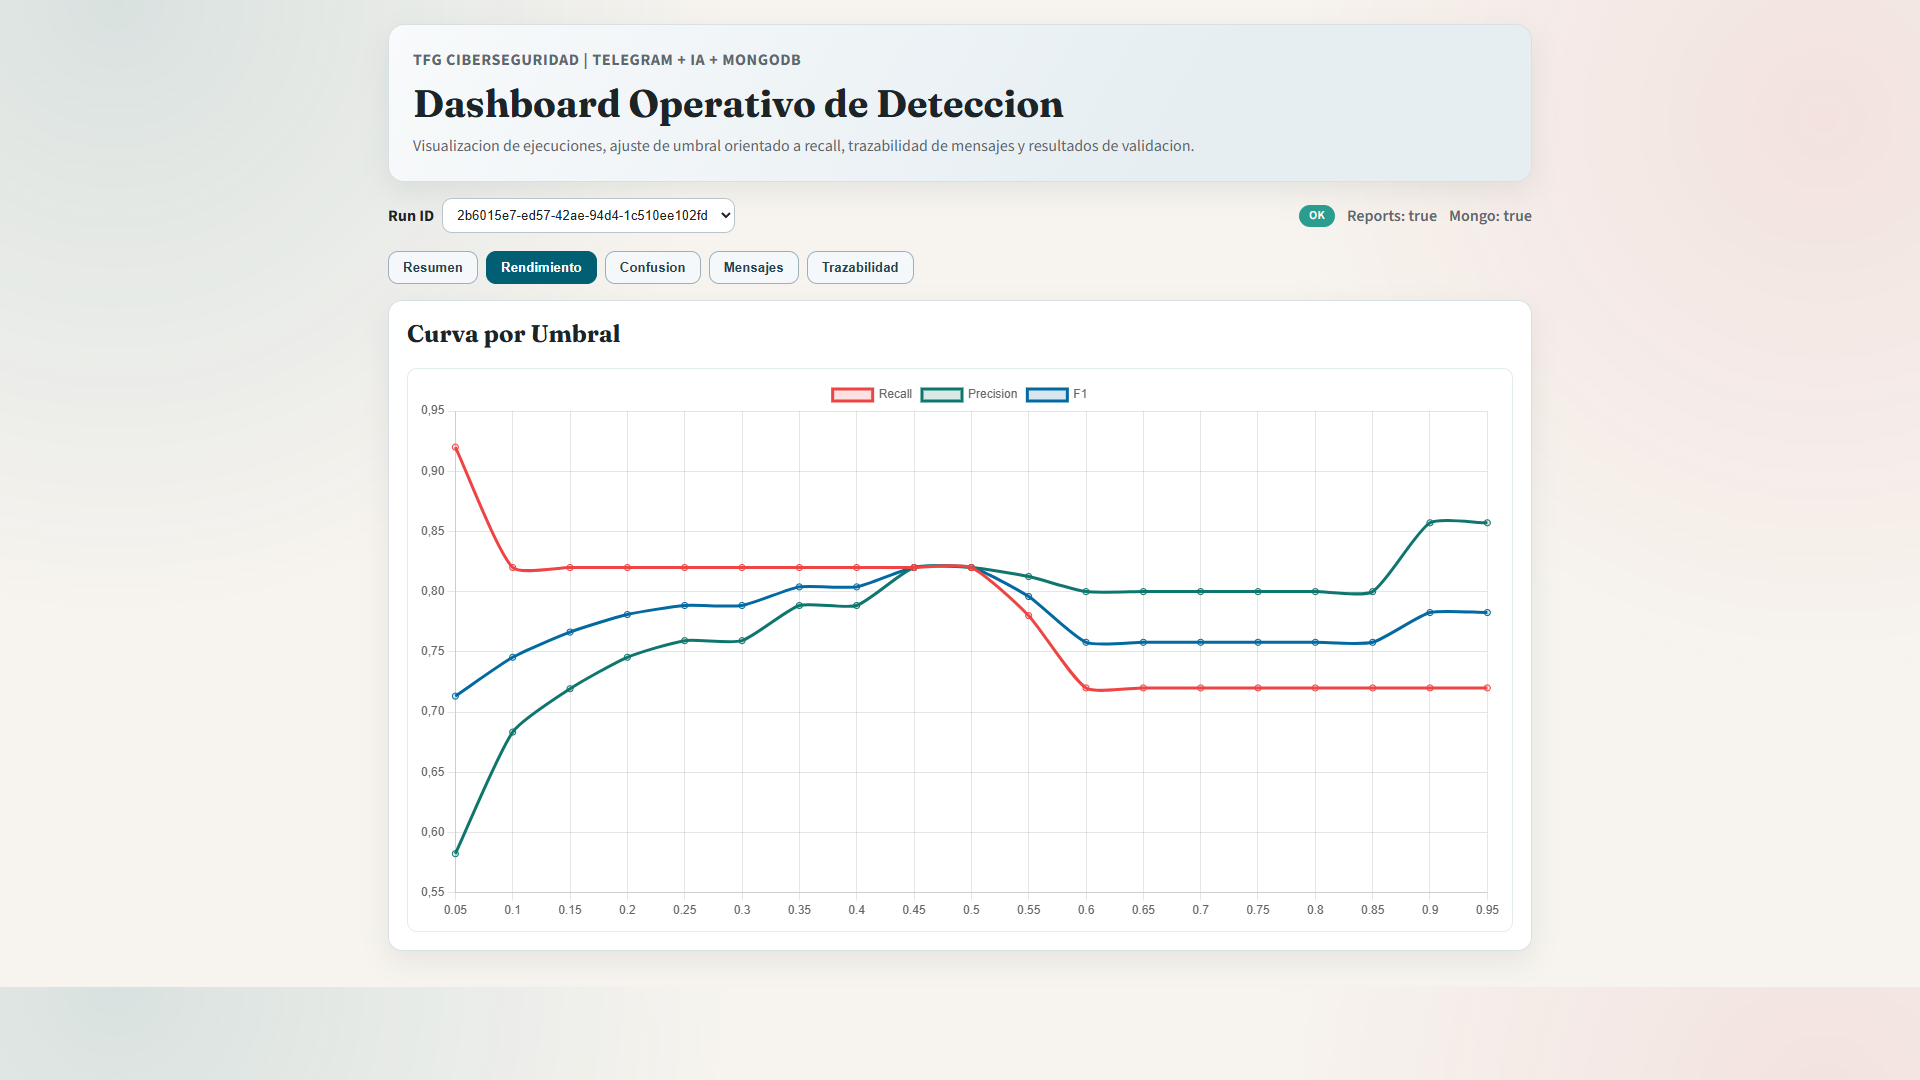 TFG CIBERSEGURIDAD | TELEGRAM + IA + MONGODB
Dashboard Operativo de Deteccion
Visualizacion de ejecuciones, ajuste de umbral orientado a recall, trazabilidad de mensajes y resultados de validacion.
Run ID 2b6015e7-ed57-42ae-94d4-1c510ee102fd OK Reports: true Mongo: true
Resumen Rendimiento Confusion Mensajes Trazabilidad
Curva por Umbral
Recall Precision F1
0,95
0,90
0,85
0,80
0,75
0,70
0,65
0,60
0,55
0.05 0.1 0.15 0.2 0.25 0.3 0.35 0.4 0.45 0.5 0.55 0.6 0.65 0.7 0.75 0.8 0.85 0.9 0.95